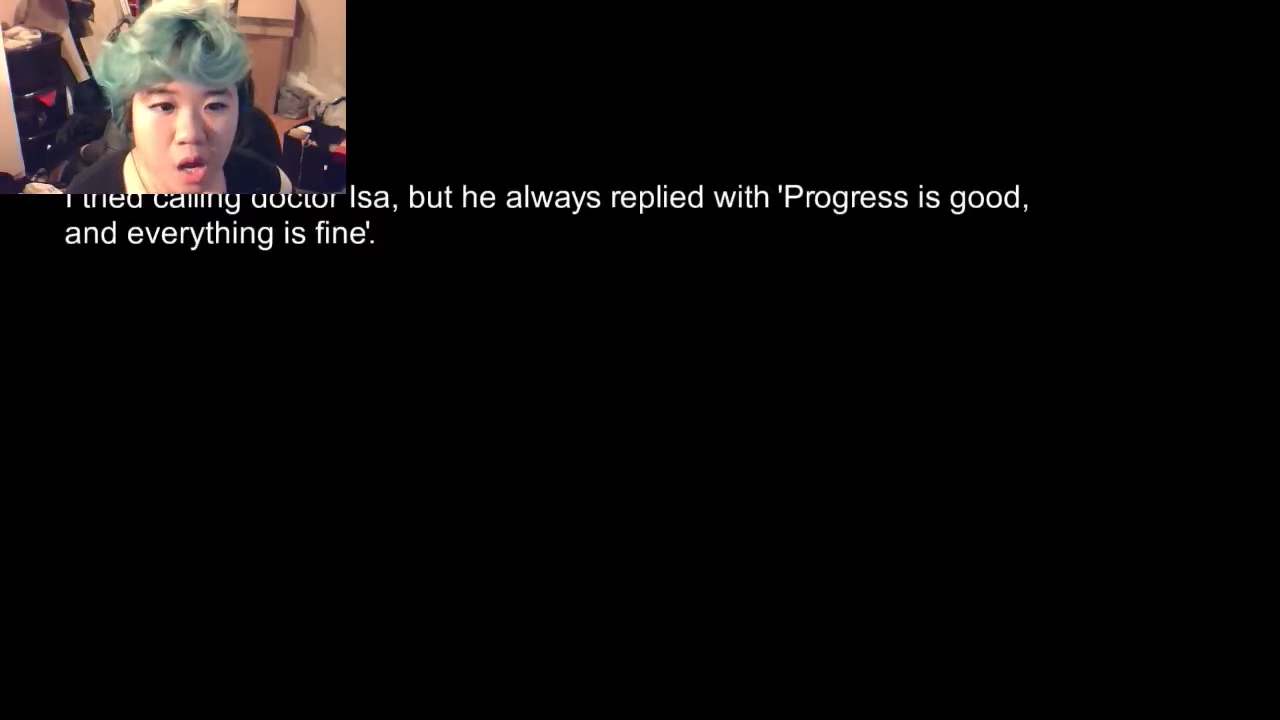 I tried calling doctor Isa, but he always replied with 'Progress is good,
and everything is fine'.